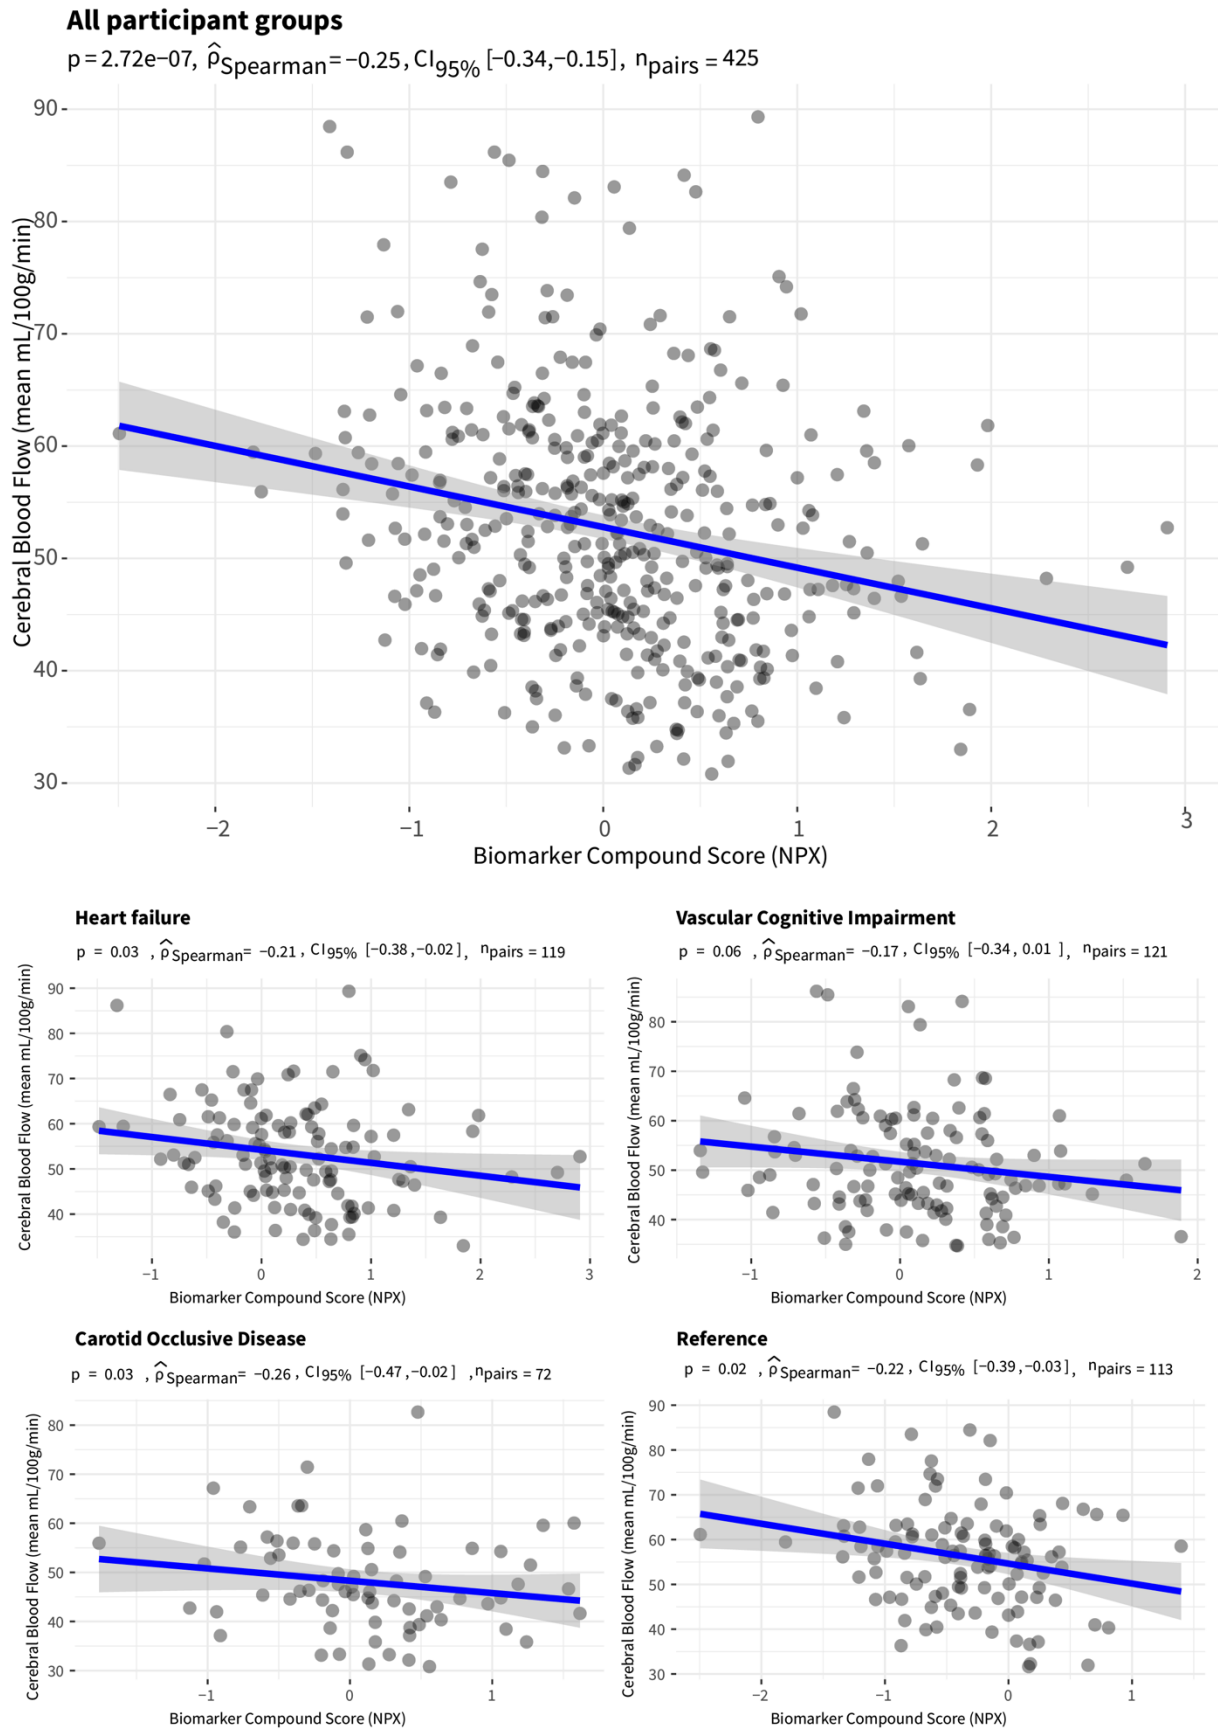 All participant groups
p = 2.72e−07, ρ̂Spearman = −0.25, CI95% [−0.34, −0.15], npairs = 425
90
80
70
60
50
40
30
Cerebral Blood Flow (mean mL/100g/min)
−2 −1 0 1 2 3
Biomarker Compound Score (NPX)
Heart failure
p = 0.03 , ρ̂Spearman= −0.21 , CI95% [−0.38 ,−0.02] , npairs = 119
90
80
70
60
50
40
Cerebral Blood Flow (mean mL/100g/min)
−1 0 1 2 3
Biomarker Compound Score (NPX)
Vascular Cognitive Impairment
p = 0.06 , ρ̂Spearman= −0.17 , CI95% [−0.34 , 0.01 ] , npairs = 121
80
70
60
50
40
Cerebral Blood Flow (mean mL/100g/min)
−1 0 1 2
Biomarker Compound Score (NPX)
Carotid Occlusive Disease
p = 0.03 , ρ̂Spearman= −0.26 , CI95% [−0.47 ,−0.02] , npairs = 72
80
70
60
50
40
30
Cerebral Blood Flow (mean mL/100g/min)
−1 0 1
Biomarker Compound Score (NPX)
Reference
p = 0.02 , ρ̂Spearman= −0.22 , CI95% [−0.39 ,−0.03] , npairs = 113
90
80
70
60
50
40
30
Cerebral Blood Flow (mean mL/100g/min)
−2 −1 0 1
Biomarker Compound Score (NPX)